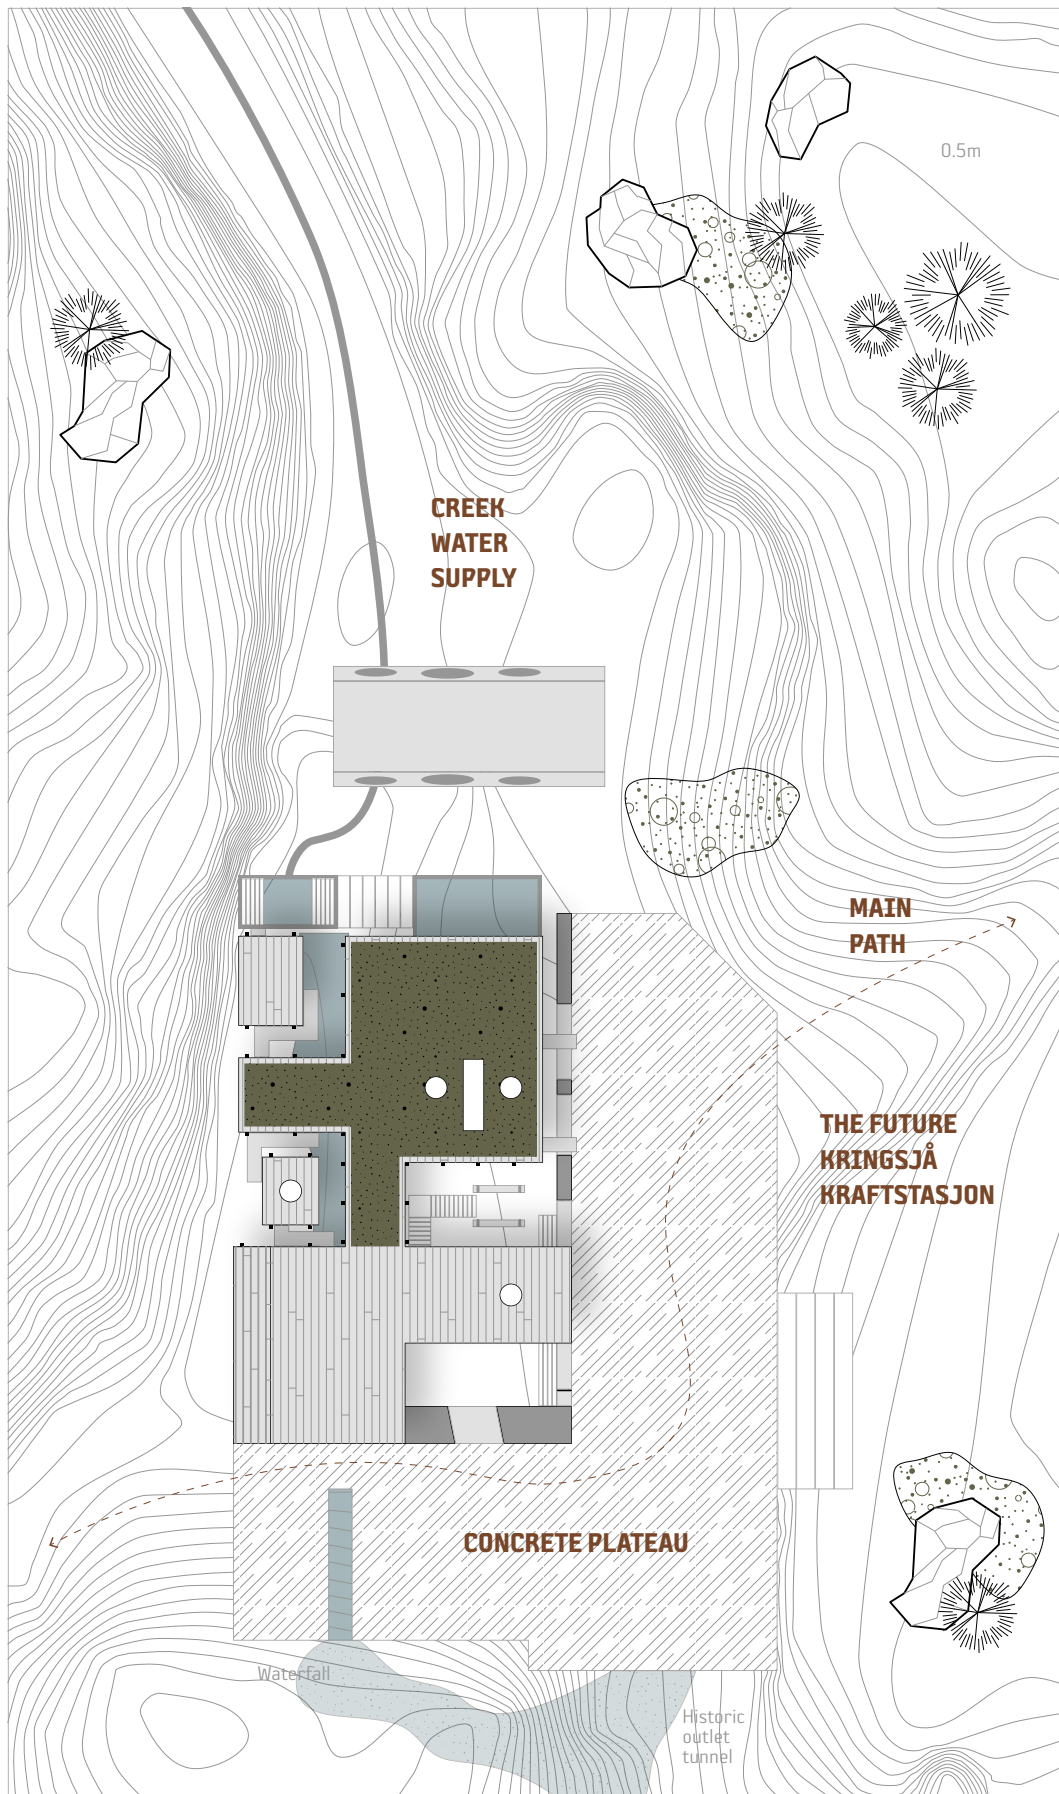 0.5m
CREEK
WATER
SUPPLY
MAIN
PATH
THE FUTURE
KRINGSJÅ
KRAFTSTASJON
CONCRETE PLATEAU
Waterfall
Historic
outlet
tunnel